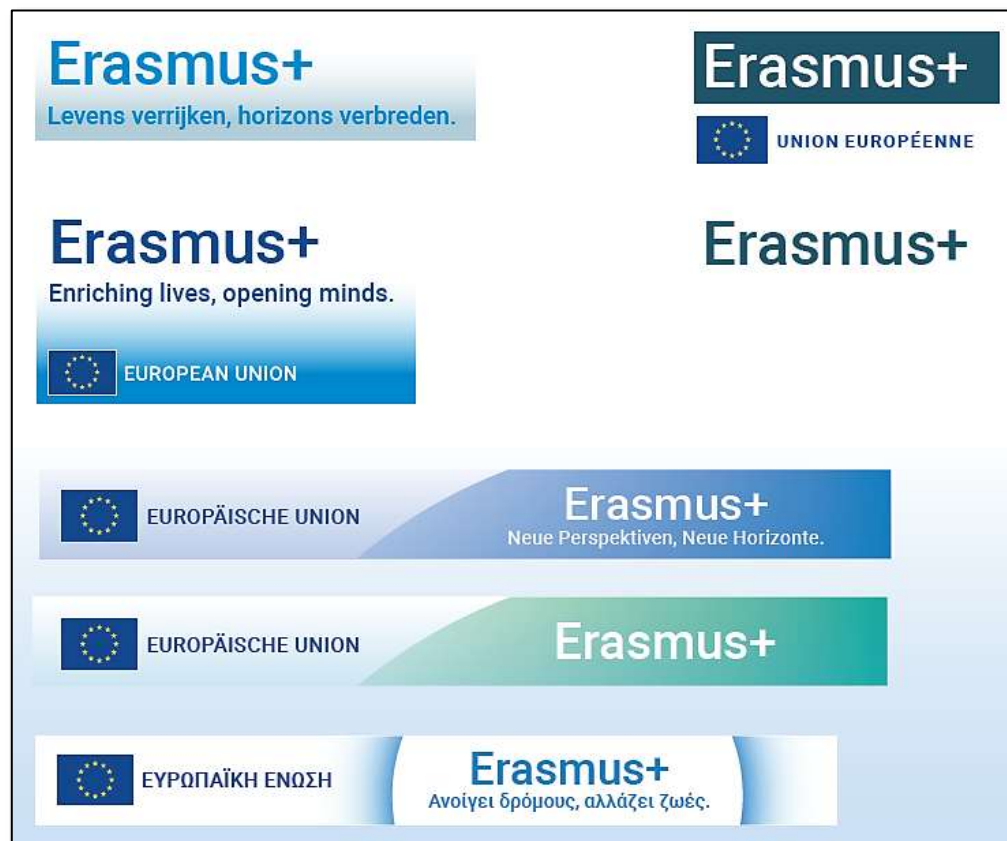 Erasmus+
Levens verrijken, horizons verbreden.
Erasmus+
UNION EUROPÉENNE
Erasmus+
Enriching lives, opening minds.
EUROPEAN UNION
Erasmus+
EUROPÄISCHE UNION
Erasmus+
Neue Perspektiven, Neue Horizonte.
EUROPÄISCHE UNION
Erasmus+
ΕΥΡΩΠΑΪΚΗ ΕΝΩΣΗ
Erasmus+
Ανοίγει δρόμους, αλλάζει ζωές.